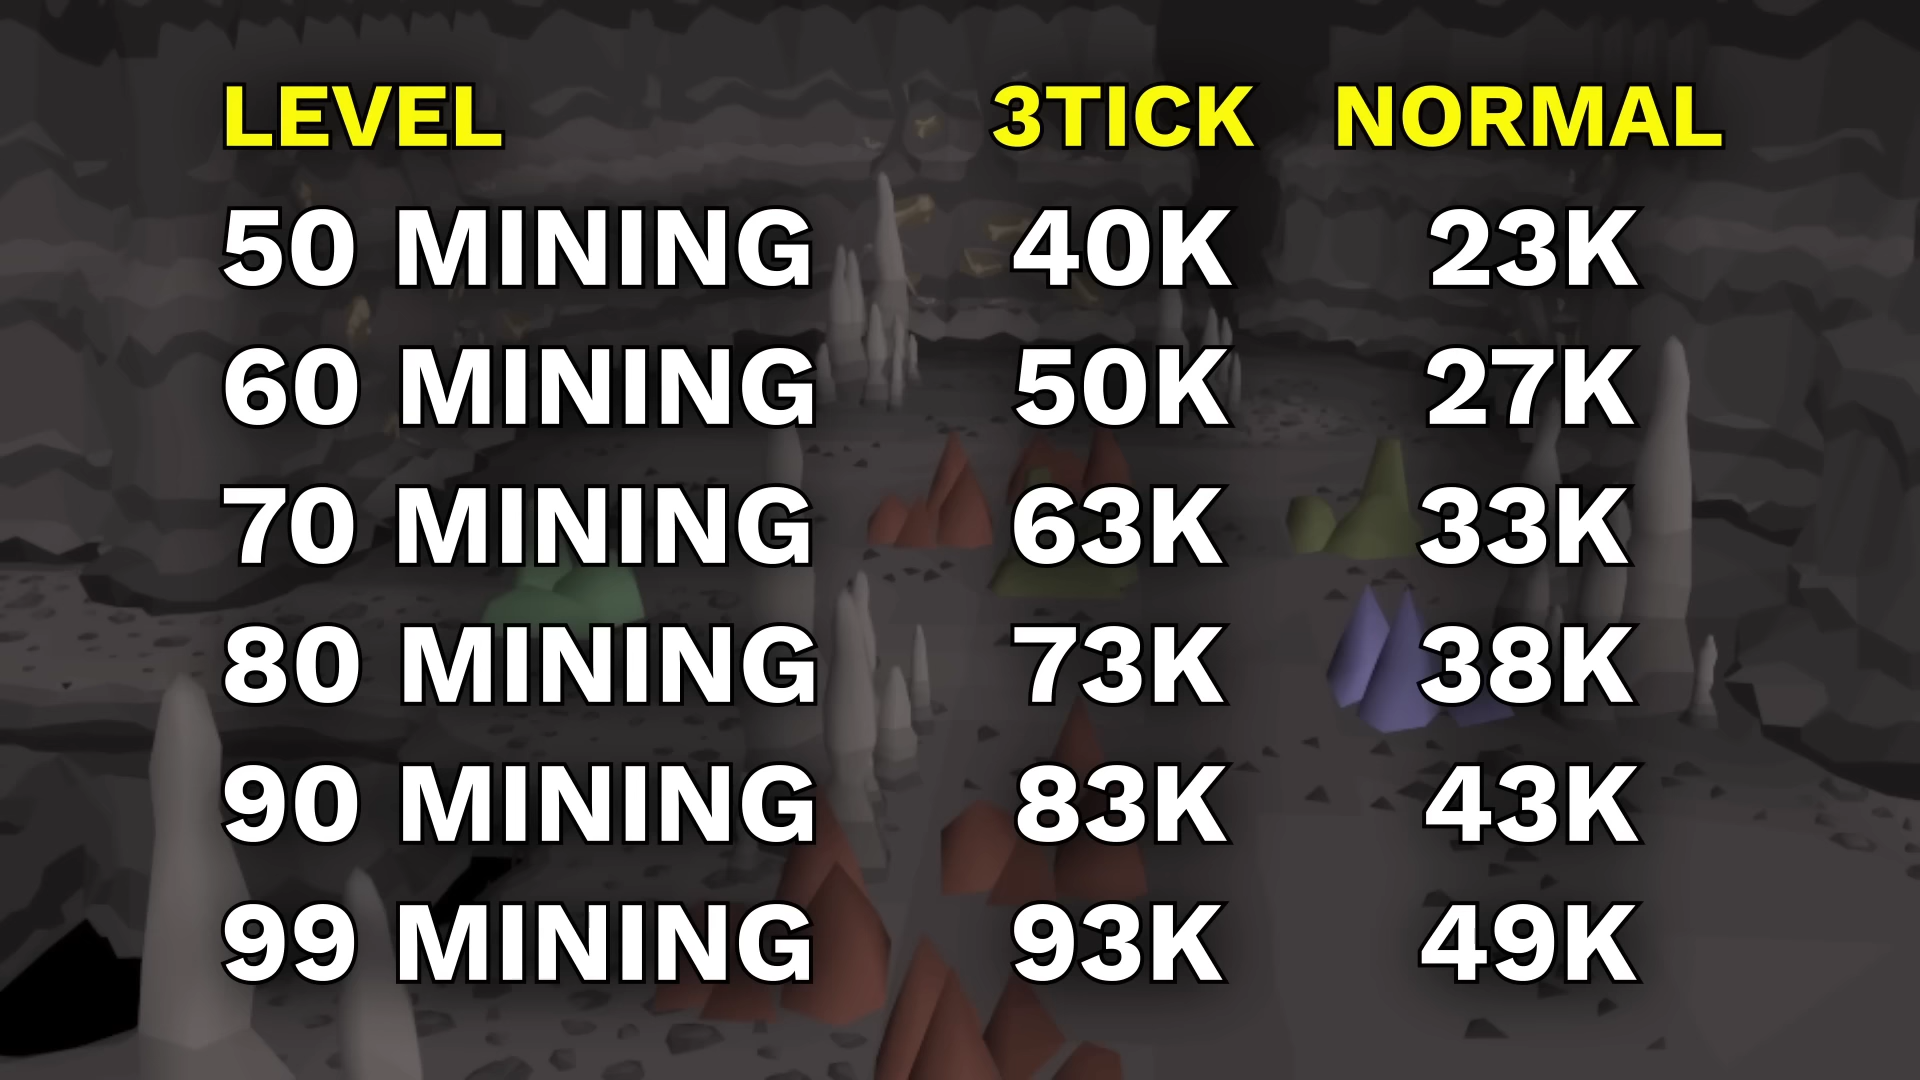 LEVEL 3TICK NORMAL
50 MINING 40K 23K
60 MINING 50K 27K
70 MINING 63K 33K
80 MINING 73K 38K
90 MINING 83K 43K
99 MINING 93K 49K